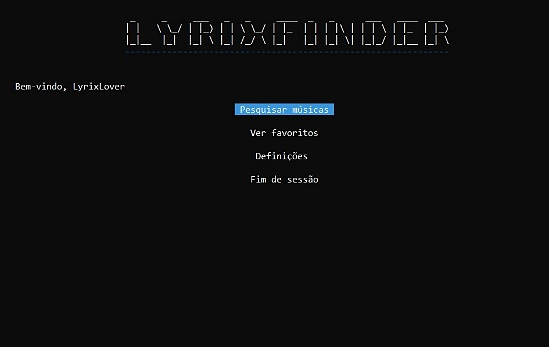 LYRIXFINDER
Bem-vindo, LyrixLover
Pesquisar músicas
Ver favoritos
Definições
Fim de sessão